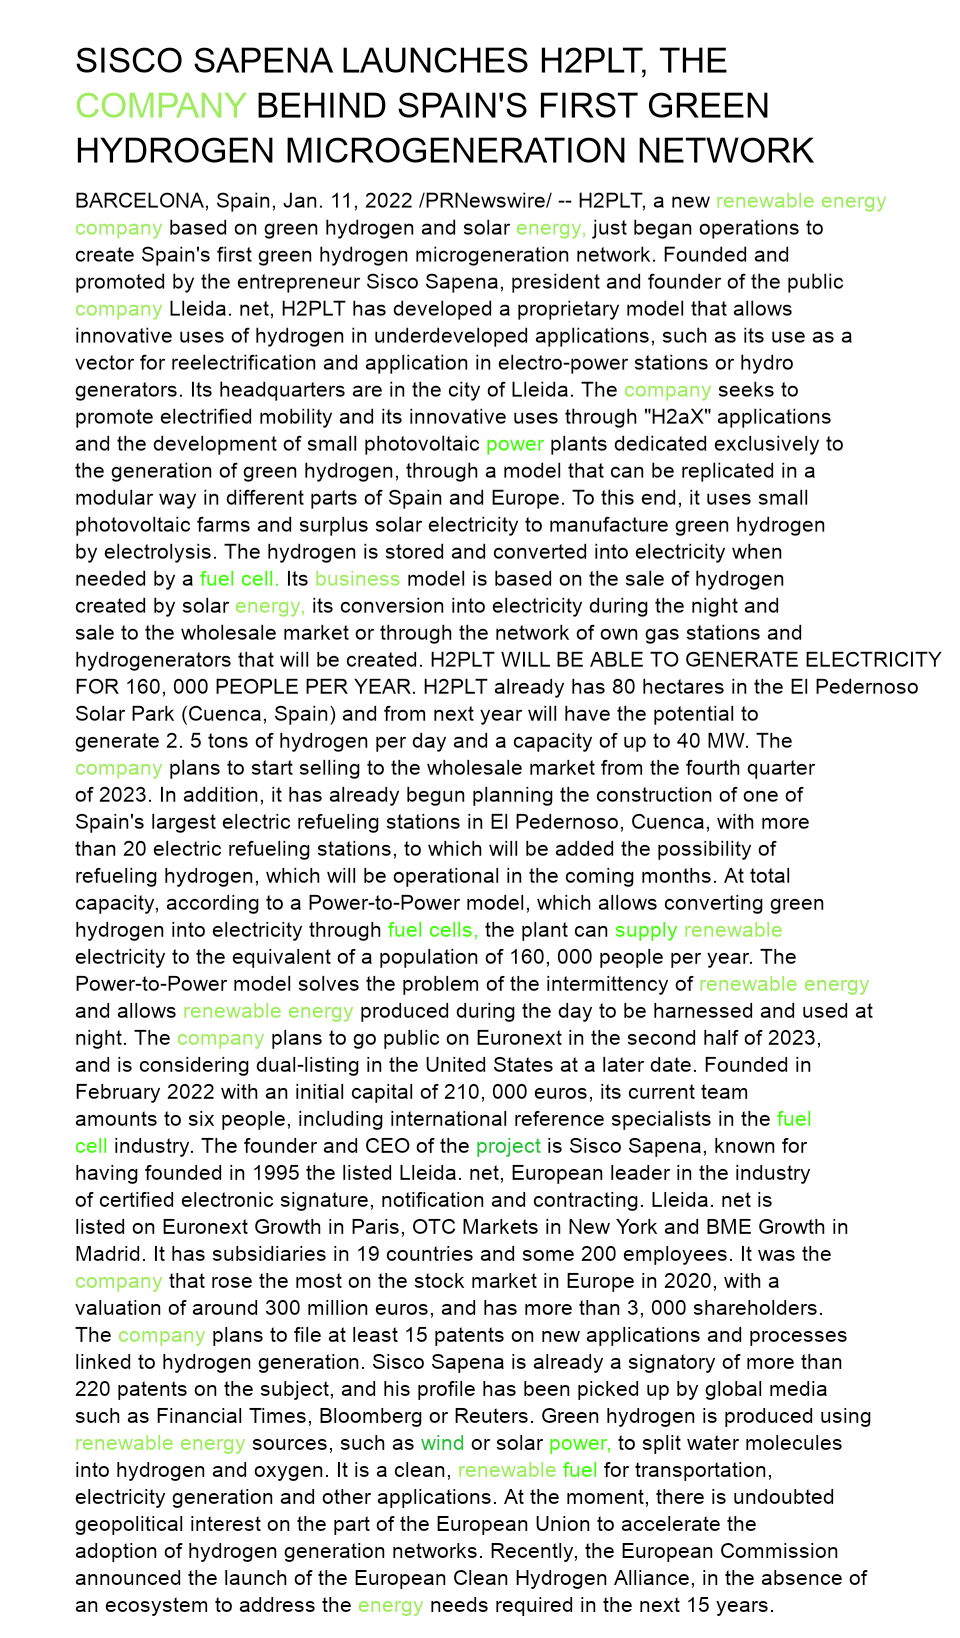 SISCO SAPENA LAUNCHES H2PLT, THE
COMPANY BEHIND SPAIN'S FIRST GREEN
HYDROGEN MICROGENERATION NETWORK
BARCELONA, Spain, Jan. 11, 2022 /PRNewswire/ -- H2PLT, a new renewable energy
company based on green hydrogen and solar energy, just began operations to
create Spain's first green hydrogen microgeneration network. Founded and
promoted by the entrepreneur Sisco Sapena, president and founder of the public
company Lleida. net, H2PLT has developed a proprietary model that allows
innovative uses of hydrogen in underdeveloped applications, such as its use as a
vector for reelectrification and application in electro-power stations or hydro
generators. Its headquarters are in the city of Lleida. The company seeks to
promote electrified mobility and its innovative uses through "H2aX" applications
and the development of small photovoltaic power plants dedicated exclusively to
the generation of green hydrogen, through a model that can be replicated in a
modular way in different parts of Spain and Europe. To this end, it uses small
photovoltaic farms and surplus solar electricity to manufacture green hydrogen
by electrolysis. The hydrogen is stored and converted into electricity when
needed by a fuel cell. Its business model is based on the sale of hydrogen
created by solar energy, its conversion into electricity during the night and
sale to the wholesale market or through the network of own gas stations and
hydrogenerators that will be created. H2PLT WILL BE ABLE TO GENERATE ELECTRICITY
FOR 160, 000 PEOPLE PER YEAR. H2PLT already has 80 hectares in the El Pedernoso
Solar Park (Cuenca, Spain) and from next year will have the potential to
generate 2. 5 tons of hydrogen per day and a capacity of up to 40 MW. The
company plans to start selling to the wholesale market from the fourth quarter
of 2023. In addition, it has already begun planning the construction of one of
Spain's largest electric refueling stations in El Pedernoso, Cuenca, with more
than 20 electric refueling stations, to which will be added the possibility of
refueling hydrogen, which will be operational in the coming months. At total
capacity, according to a Power-to-Power model, which allows converting green
hydrogen into electricity through fuel cells, the plant can supply renewable
electricity to the equivalent of a population of 160, 000 people per year. The
Power-to-Power model solves the problem of the intermittency of renewable energy
and allows renewable energy produced during the day to be harnessed and used at
night. The company plans to go public on Euronext in the second half of 2023,
and is considering dual-listing in the United States at a later date. Founded in
February 2022 with an initial capital of 210, 000 euros, its current team
amounts to six people, including international reference specialists in the fuel
cell industry. The founder and CEO of the project is Sisco Sapena, known for
having founded in 1995 the listed Lleida. net, European leader in the industry
of certified electronic signature, notification and contracting. Lleida. net is
listed on Euronext Growth in Paris, OTC Markets in New York and BME Growth in
Madrid. It has subsidiaries in 19 countries and some 200 employees. It was the
company that rose the most on the stock market in Europe in 2020, with a
valuation of around 300 million euros, and has more than 3, 000 shareholders.
The company plans to file at least 15 patents on new applications and processes
linked to hydrogen generation. Sisco Sapena is already a signatory of more than
220 patents on the subject, and his profile has been picked up by global media
such as Financial Times, Bloomberg or Reuters. Green hydrogen is produced using
renewable energy sources, such as wind or solar power, to split water molecules
into hydrogen and oxygen. It is a clean, renewable fuel for transportation,
electricity generation and other applications. At the moment, there is undoubted
geopolitical interest on the part of the European Union to accelerate the
adoption of hydrogen generation networks. Recently, the European Commission
announced the launch of the European Clean Hydrogen Alliance, in the absence of
an ecosystem to address the energy needs required in the next 15 years.